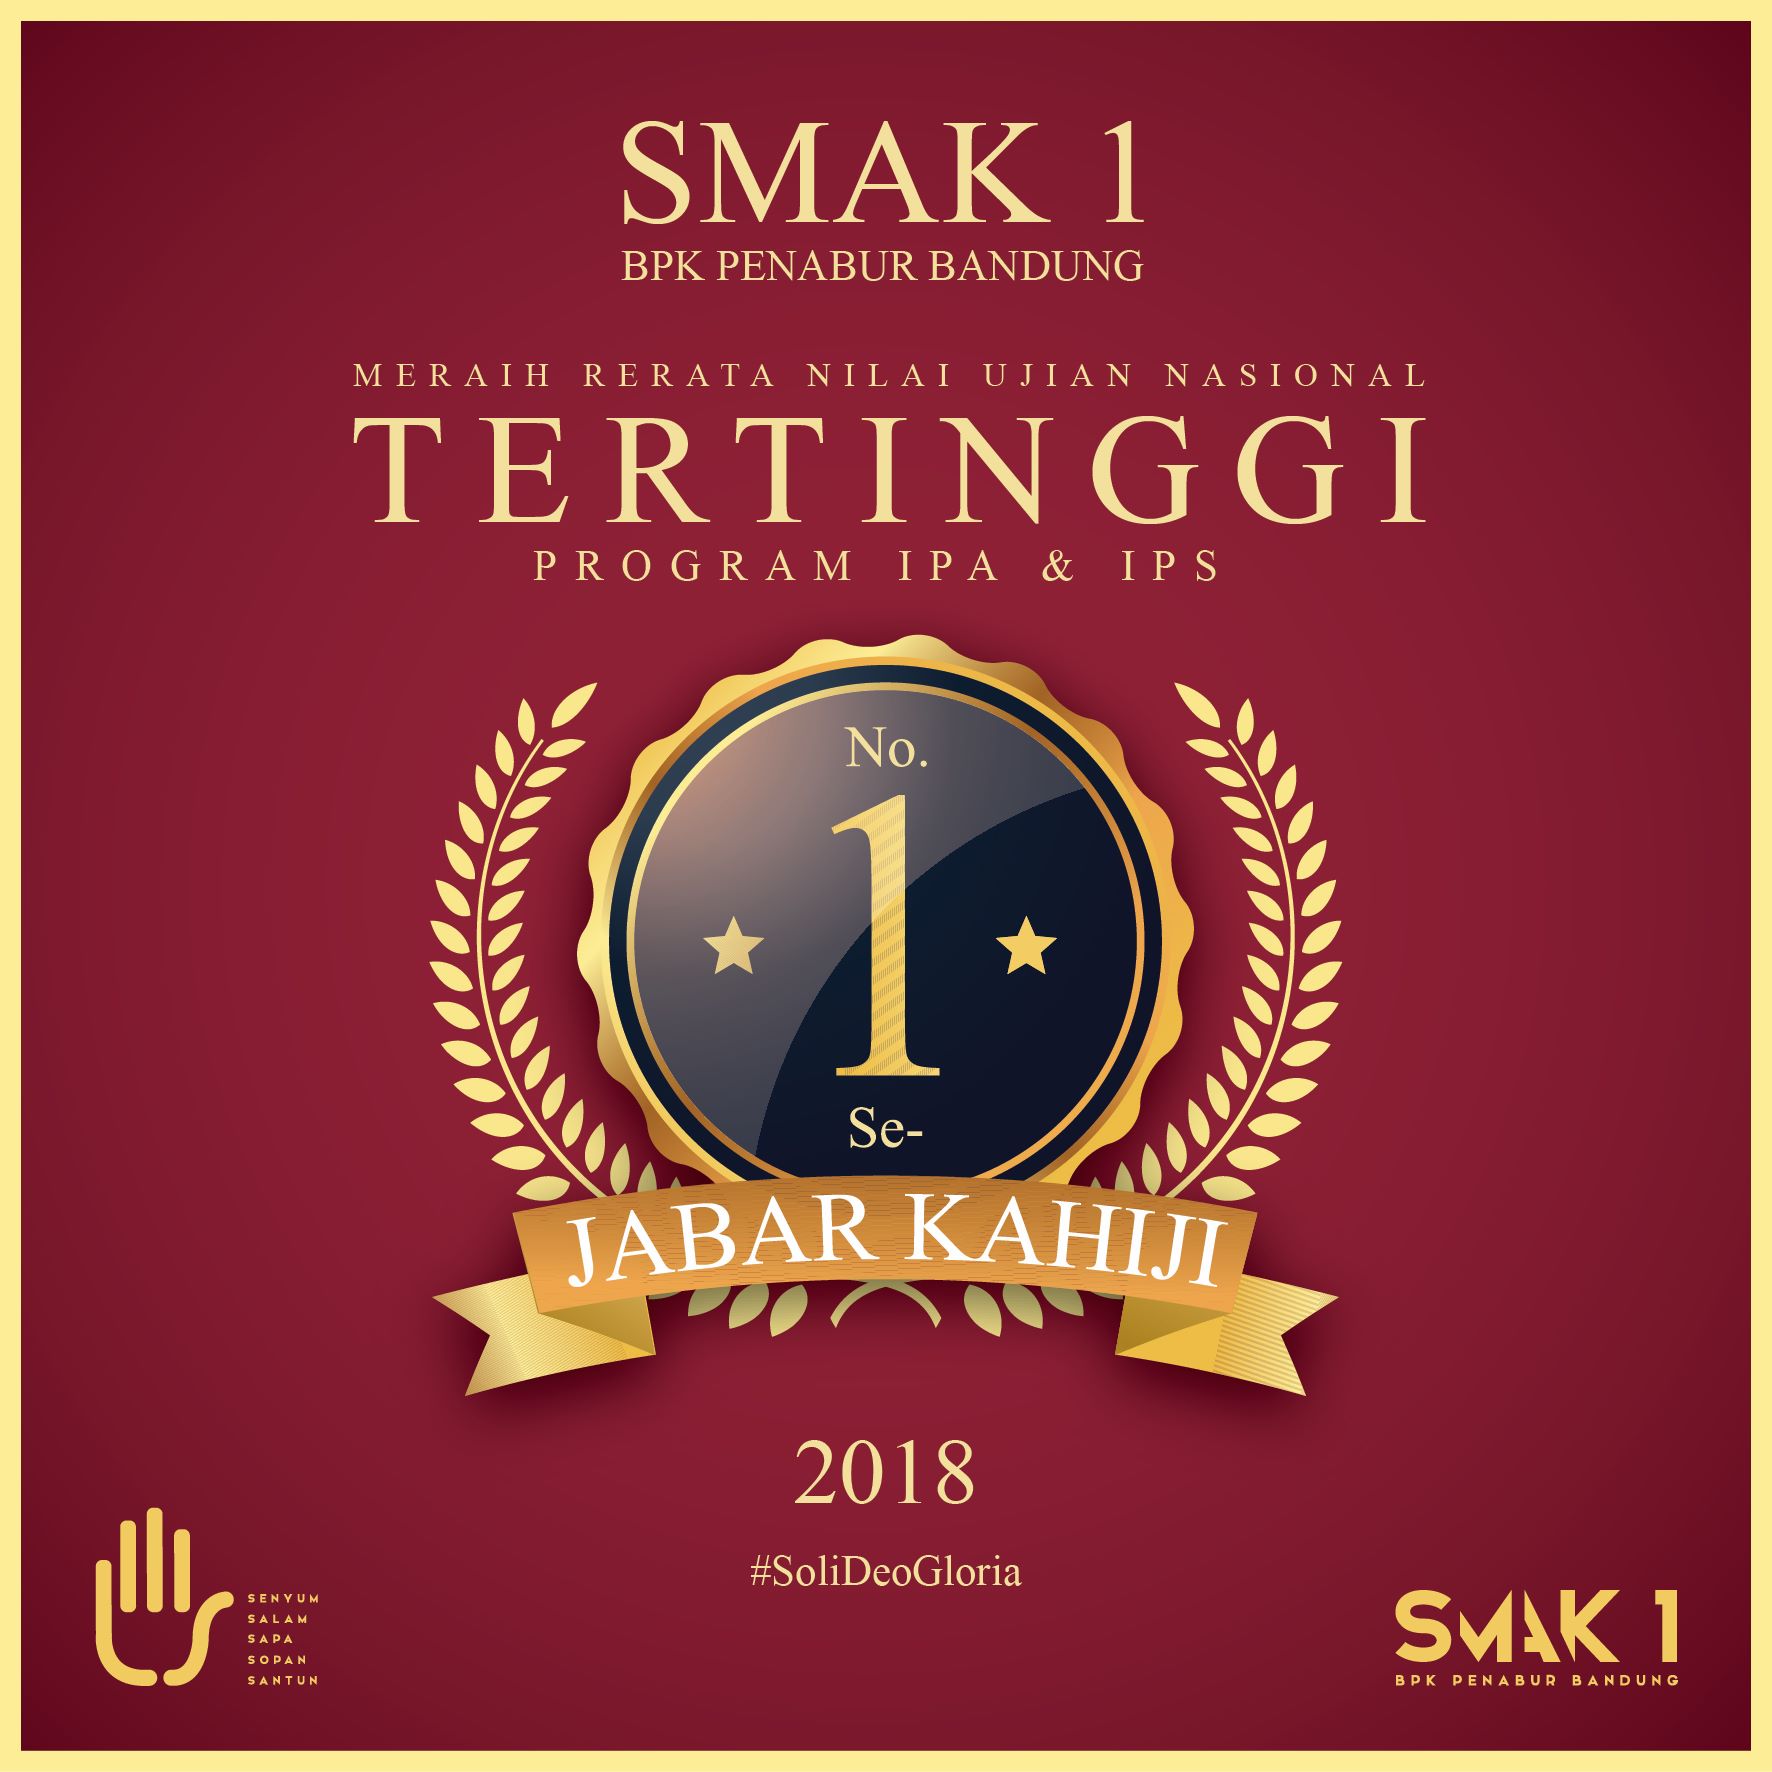 SMAK 1
BPK PENABUR BANDUNG
MERAIH RERATA NILAI UJIAN NASIONAL
TERTINGGI
PROGRAM IPA & IPS
No.
1
Se-
JABAR KAHIJI
2018
#SoliDeoGloria
SENYUM
SALAM
SAPA
SOPAN
SANTUN
SMAK 1
BPK PENABUR BANDUNG